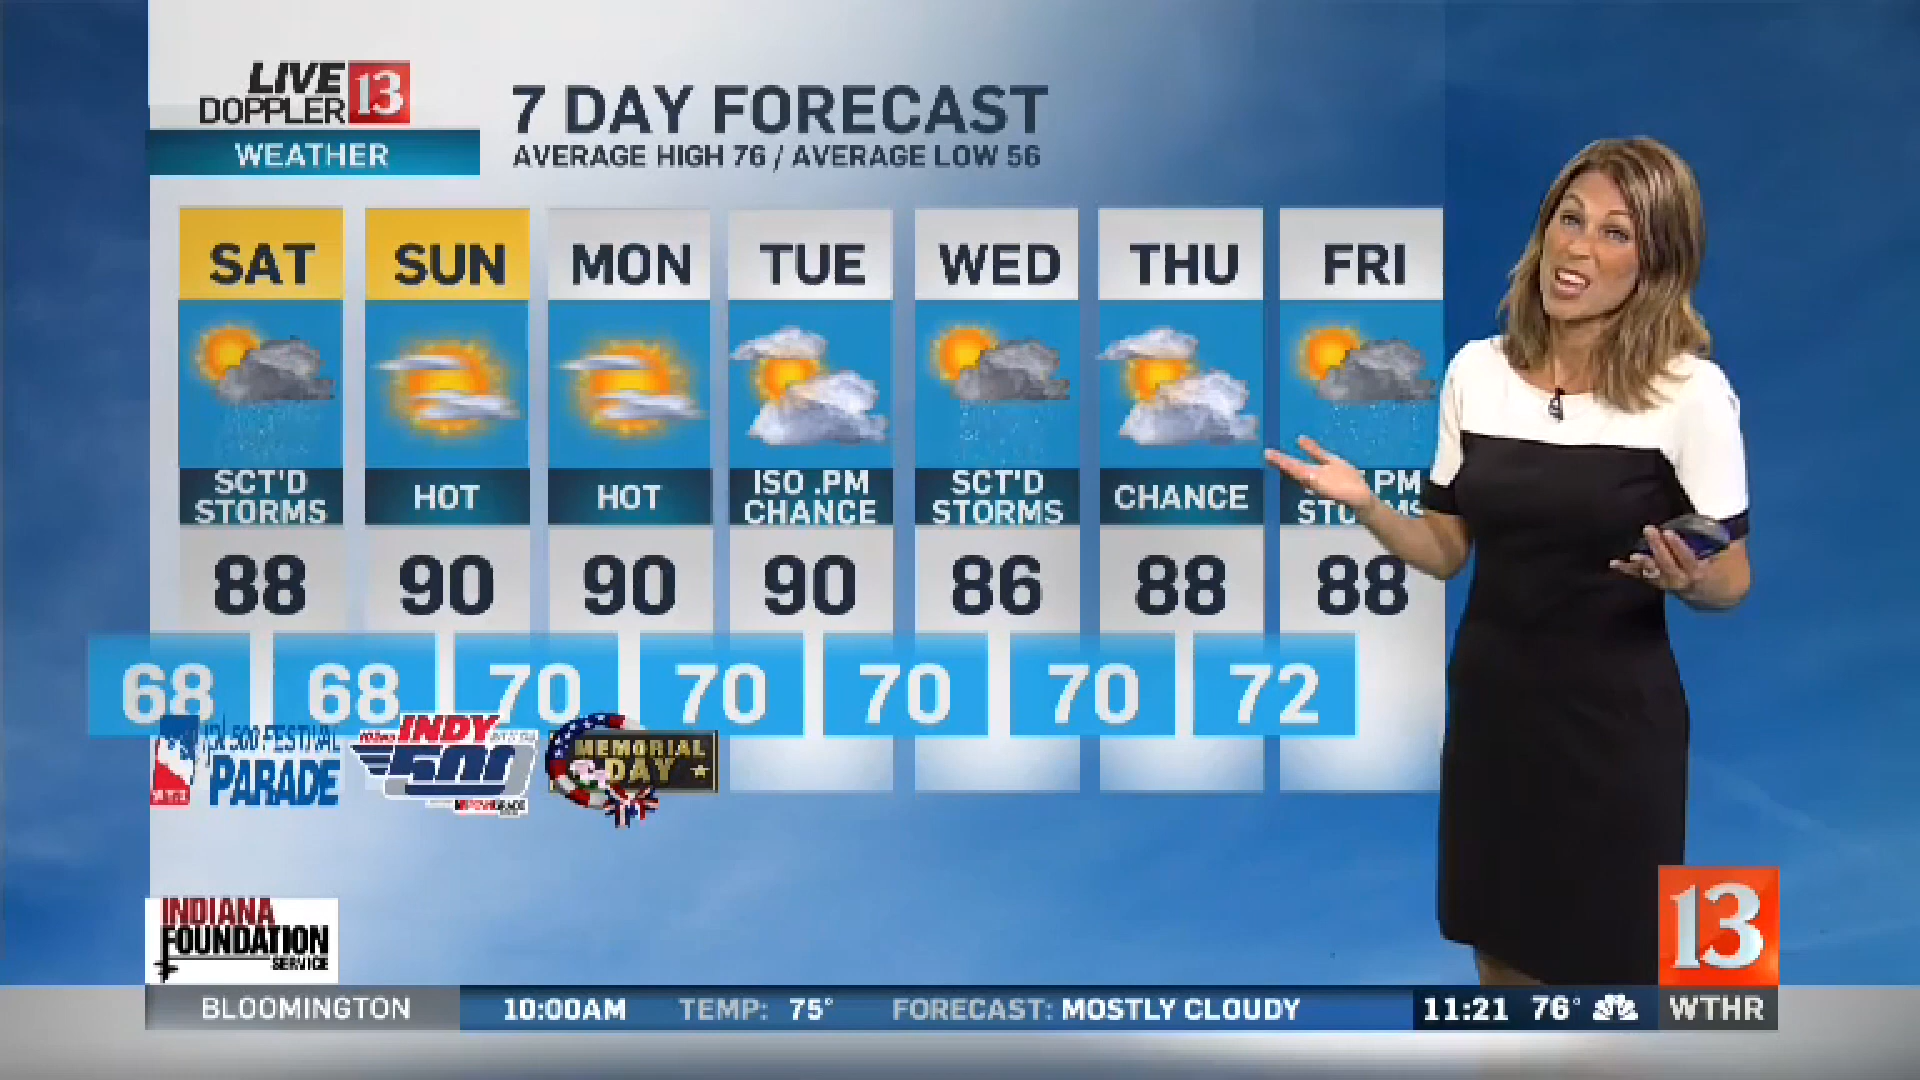 LIVE
DOPPLER 13
WEATHER
7 DAY FORECAST
AVERAGE HIGH 76 / AVERAGE LOW 56
SAT SUN MON TUE WED THU FRI
SCT'D STORMS
HOT
HOT
ISO .PM CHANCE
SCT'D STORMS
CHANCE
PM
88 90 90 90 86 88 88
68 68 70 70 70 70 72
500 FESTIVAL
PARADE
INDY
500
MEMORIAL
DAY
INDIANA
FOUNDATION
SERVICE
13
BLOOMINGTON 10:00AM TEMP: 75° FORECAST: MOSTLY CLOUDY 11:21 76° WTHR